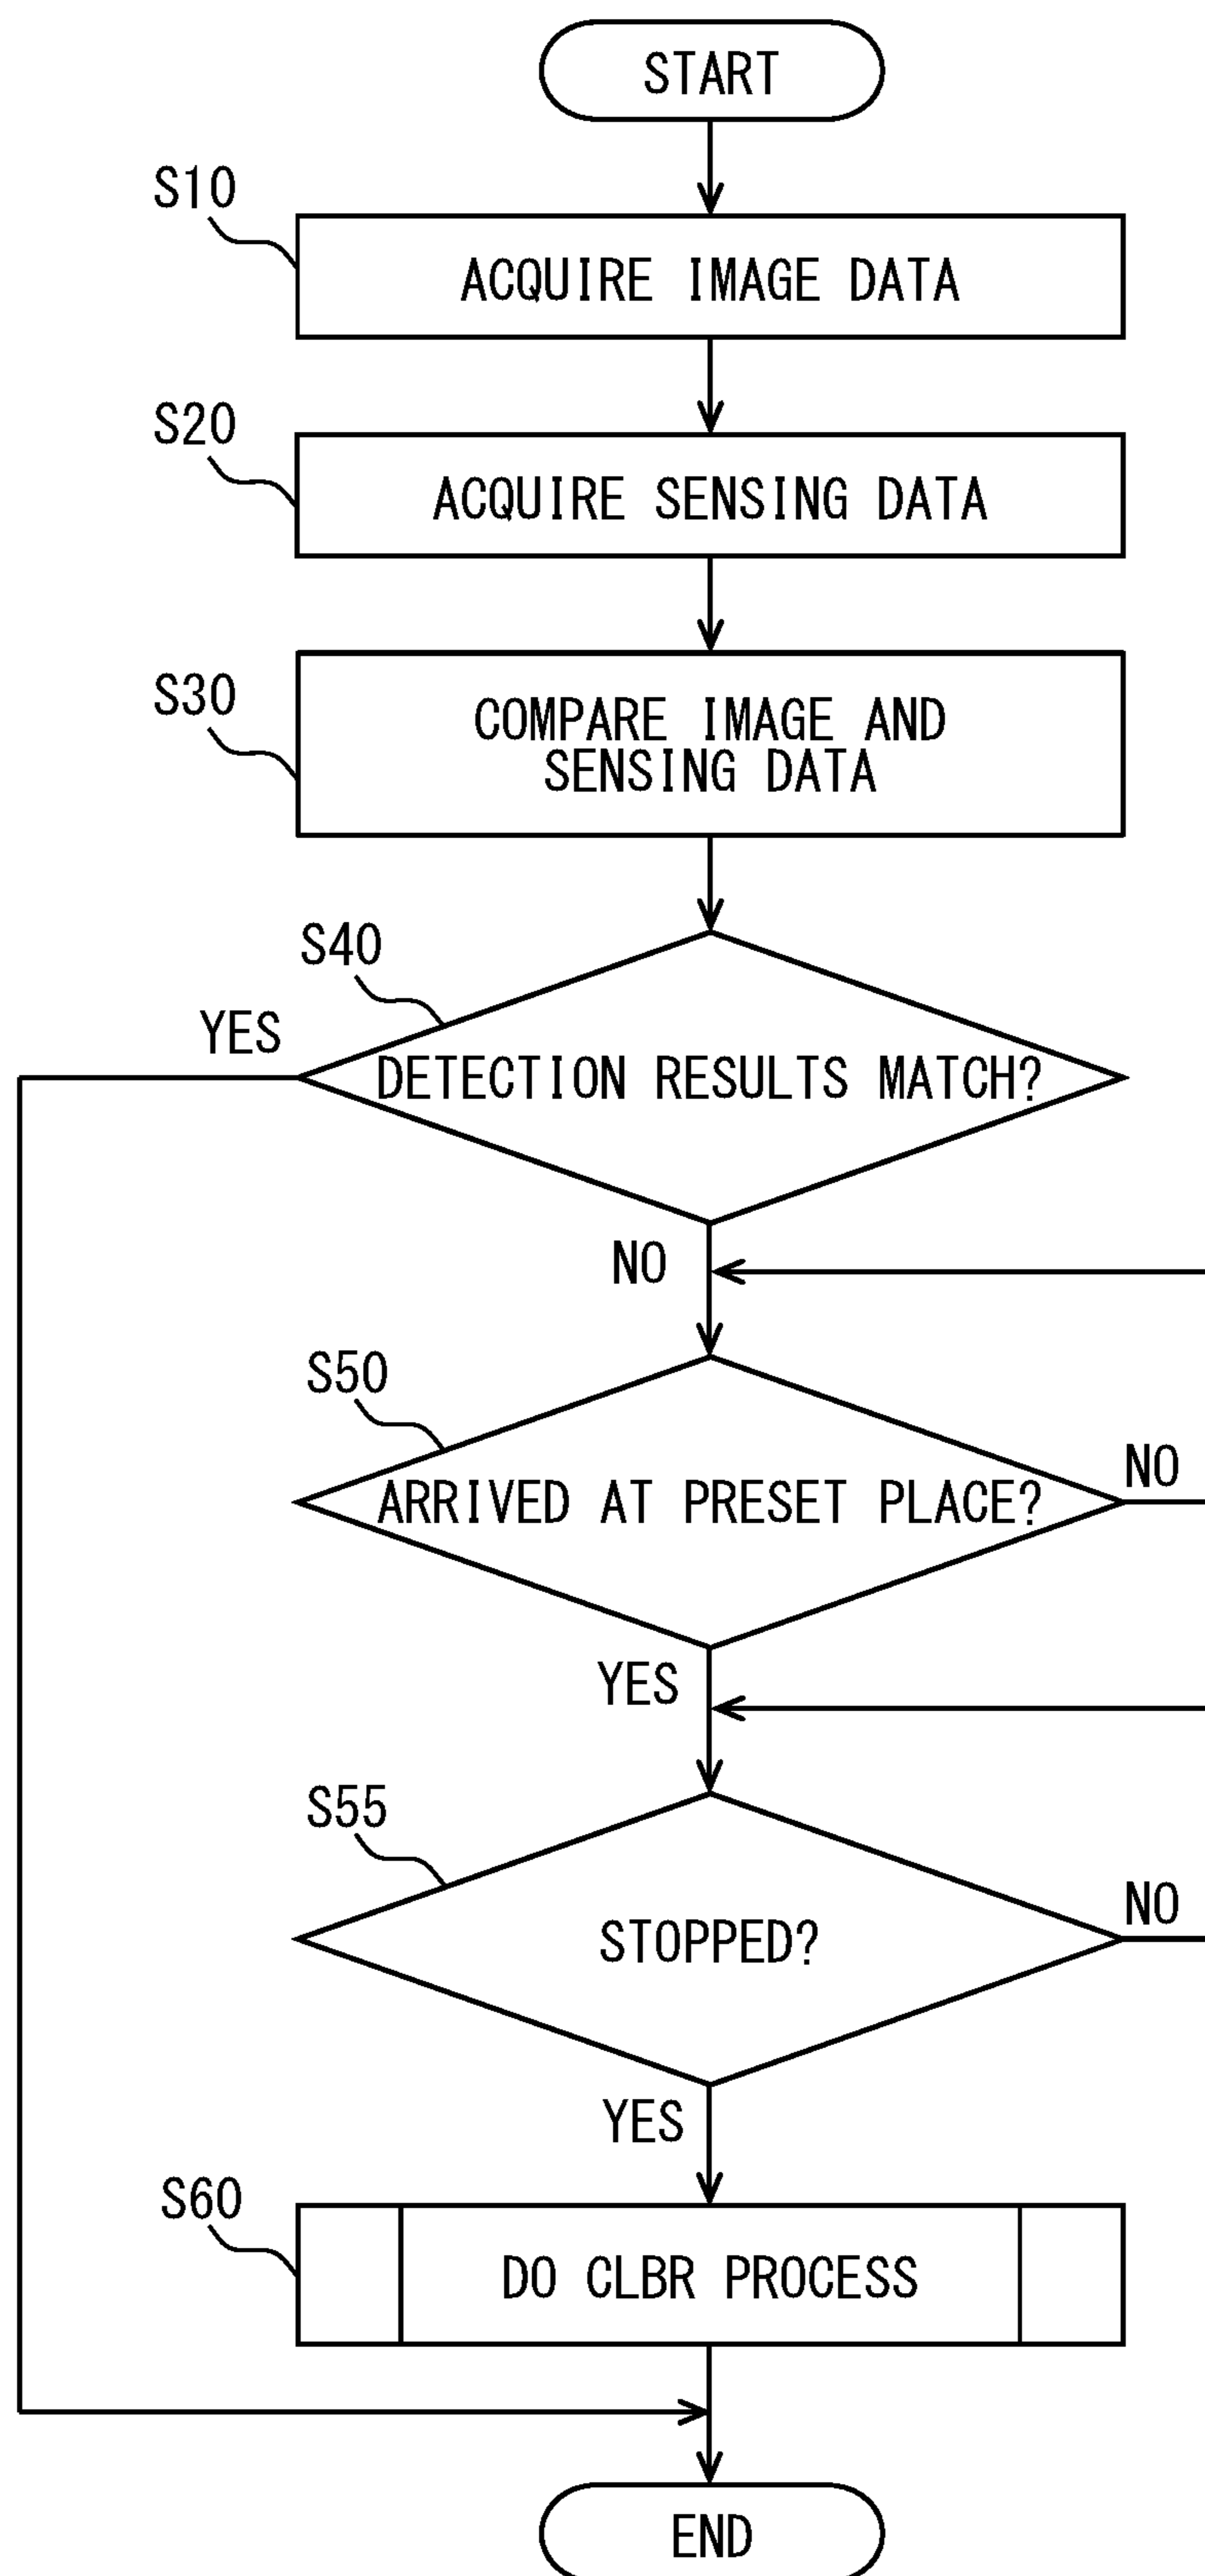 START
S10
ACQUIRE IMAGE DATA
S20
ACQUIRE SENSING DATA
S30
COMPARE IMAGE AND
SENSING DATA
S40
YES
DETECTION RESULTS MATCH?
NO
S50
ARRIVED AT PRESET PLACE?
NO
YES
S55
STOPPED?
NO
YES
S60
DO CLBR PROCESS
END